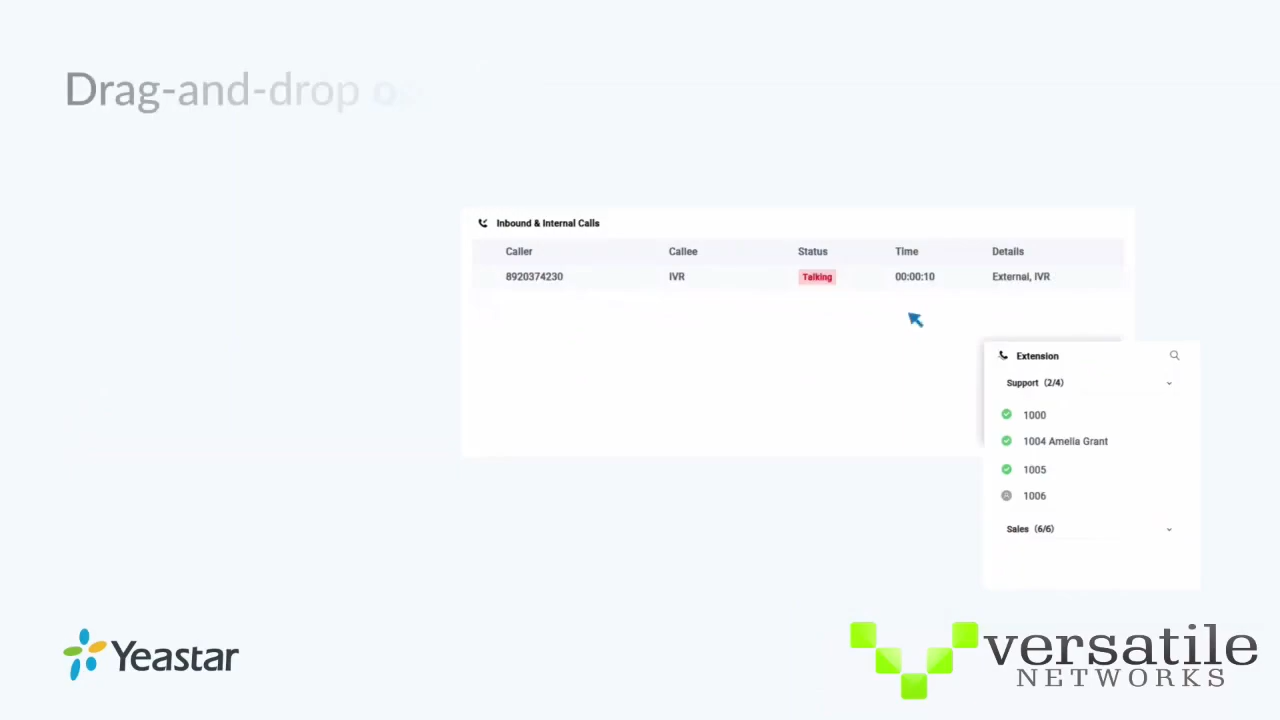 Drag-and-drop
Inbound & Internal Calls
Caller Callee Status Time Details
8920374230 IVR Talking 00:00:10 External, IVR
Extension
Support (2/4)
1000
1004 Amelia Grant
1005
1006
Sales (6/6)
Yeastar
versatile
NETWORKS